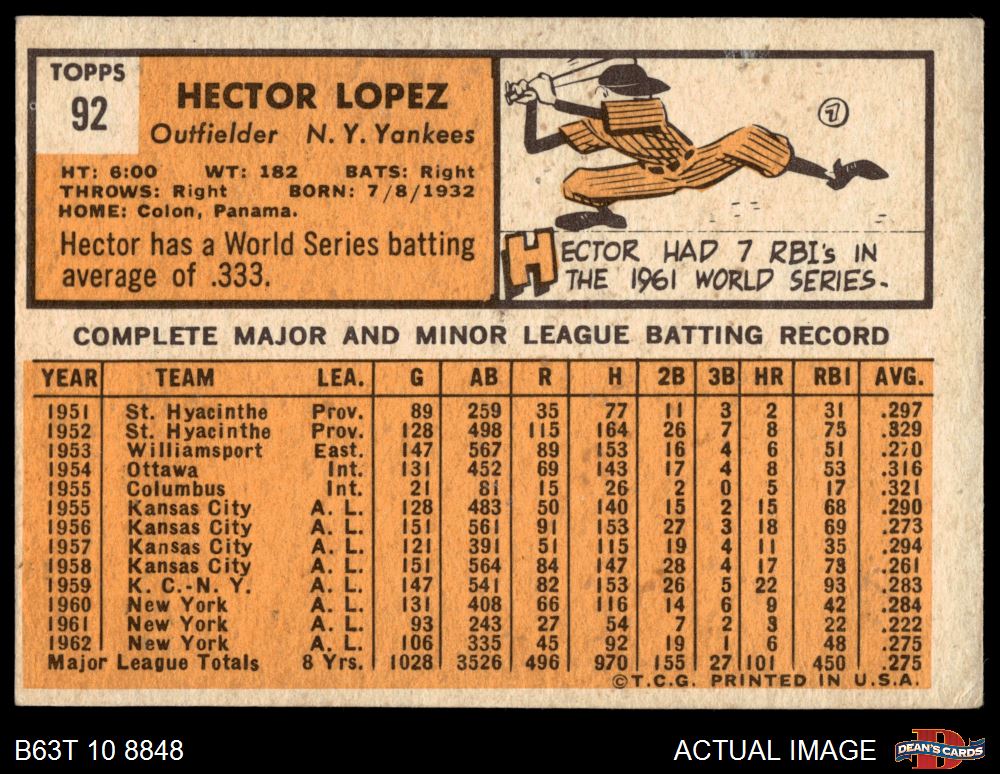 TOPPS
92
HECTOR LOPEZ
Outfielder N. Y. Yankees
HT: 6:00 WT: 182 BATS: Right
THROWS: Right BORN: 7/8/1932
HOME: Colon, Panama.
Hector has a World Series batting
average of .333.
7
HECTOR HAD 7 RBI's IN
THE 1961 WORLD SERIES.
COMPLETE MAJOR AND MINOR LEAGUE BATTING RECORD
YEAR TEAM LEA. G AB R H 2B 3B HR RBI AVG.
1951 St. Hyacinthe Prov. 89 259 35 77 11 3 2 31 .297
1952 St. Hyacinthe Prov. 128 498 115 164 26 7 8 75 .329
1953 Williamsport East. 147 567 89 153 16 4 6 51 .270
1954 Ottawa Int. 131 452 69 143 17 4 8 53 .316
1955 Columbus Int. 21 81 15 26 2 0 5 17 .321
1955 Kansas City A. L. 128 483 50 140 15 2 15 68 .290
1956 Kansas City A. L. 151 561 91 153 27 3 18 69 .273
1957 Kansas City A. L. 121 391 51 115 19 4 11 35 .294
1958 Kansas City A. L. 151 564 84 147 28 4 17 73 .261
1959 K. C.-N. Y. A. L. 147 541 82 153 26 5 22 93 .283
1960 New York A. L. 131 408 66 116 14 6 9 42 .284
1961 New York A. L. 93 243 27 54 7 2 3 22 .222
1962 New York A. L. 106 335 45 92 19 1 6 48 .275
Major League Totals 8 Yrs. 1028 3526 496 970 155 27 101 450 .275
©T.C.G. PRINTED IN U.S.A.
B63T 10 8848
ACTUAL IMAGE
DEAN'S CARDS